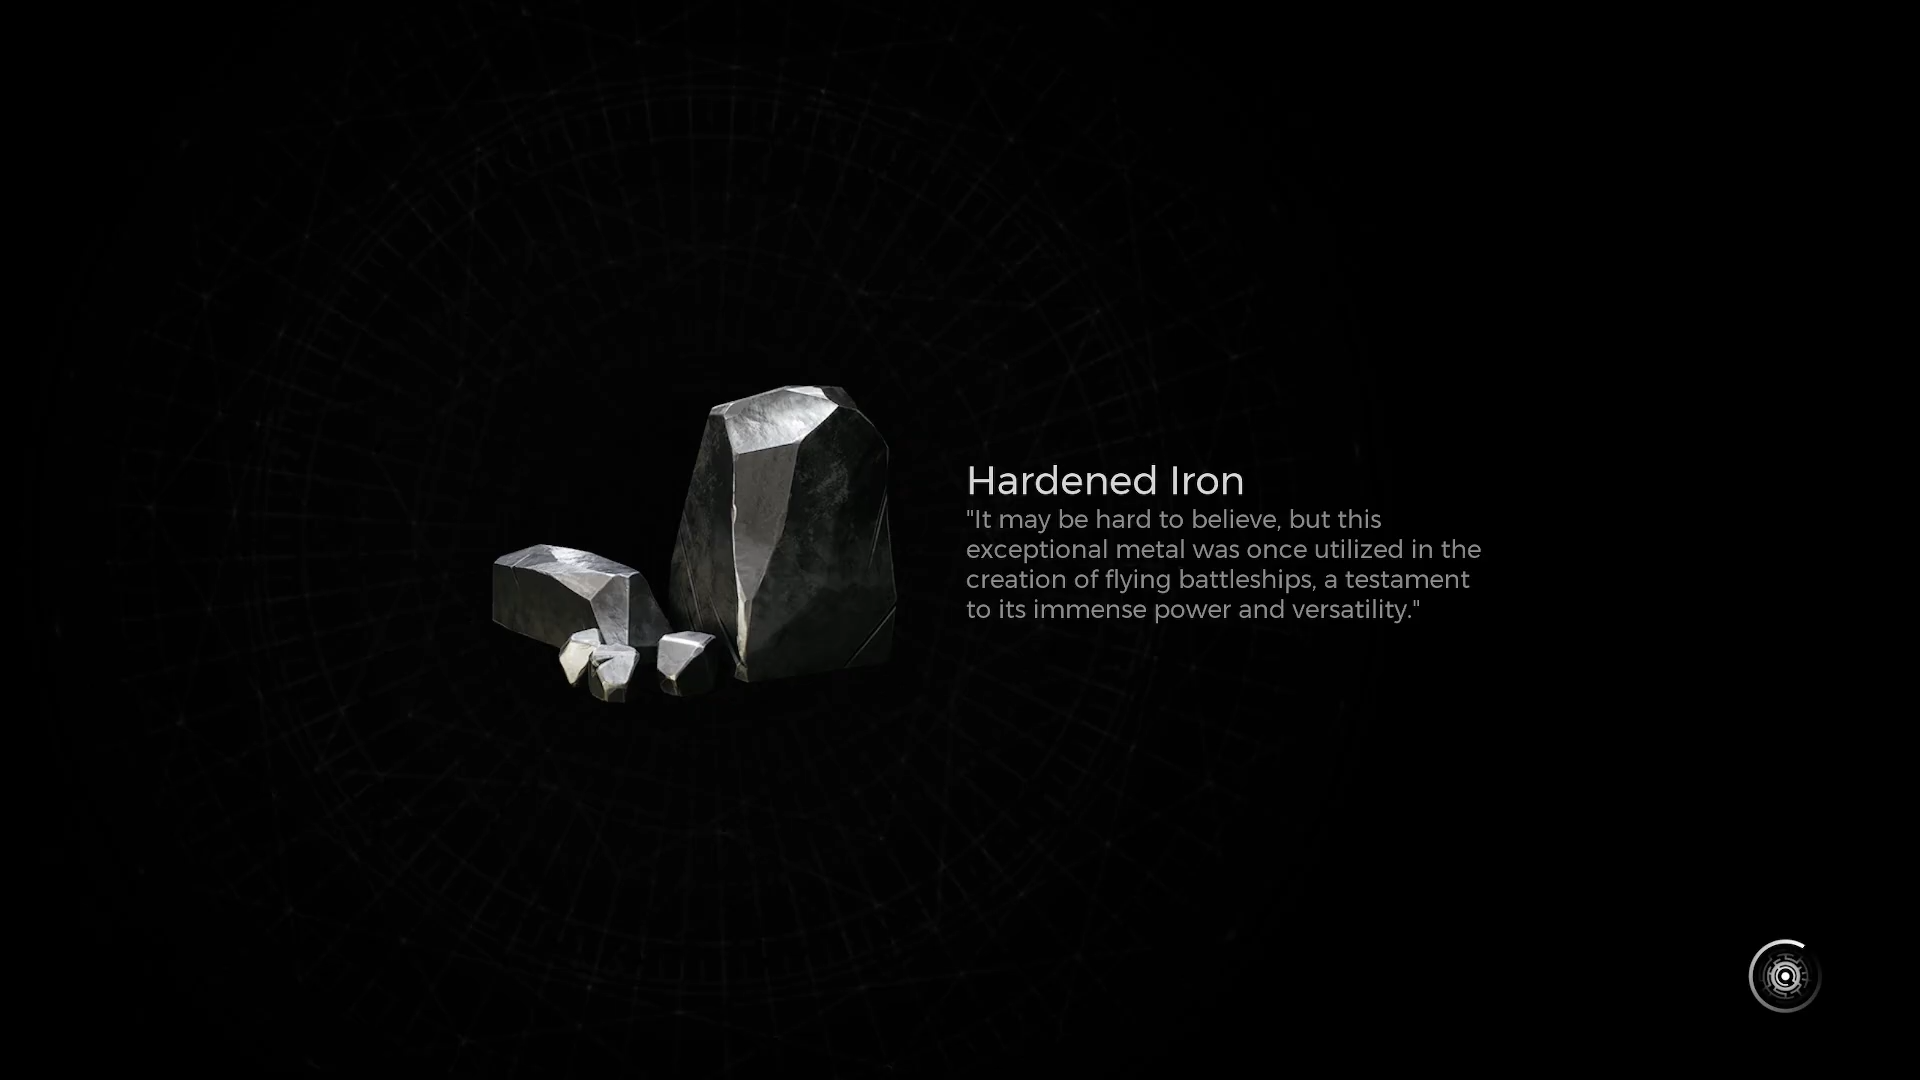 Hardened Iron
"It may be hard to believe, but this
exceptional metal was once utilized in the
creation of flying battleships, a testament
to its immense power and versatility."